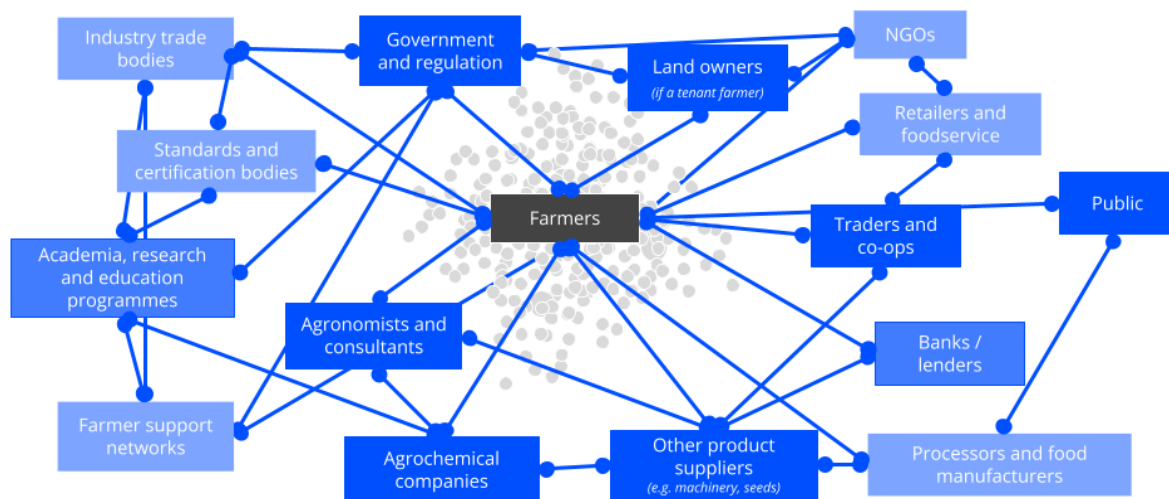 Industry trade
bodies
Government
and regulation
Land owners
(if a tenant farmer)
NGOs
Retailers and
foodservice
Standards and
certification bodies
Farmers
Traders and
co-ops
Public
Academia, research
and education
programmes
Agronomists and
consultants
Banks /
lenders
Farmer support
networks
Agrochemical
companies
Other product
suppliers
(e.g. machinery, seeds)
Processors and food
manufacturers